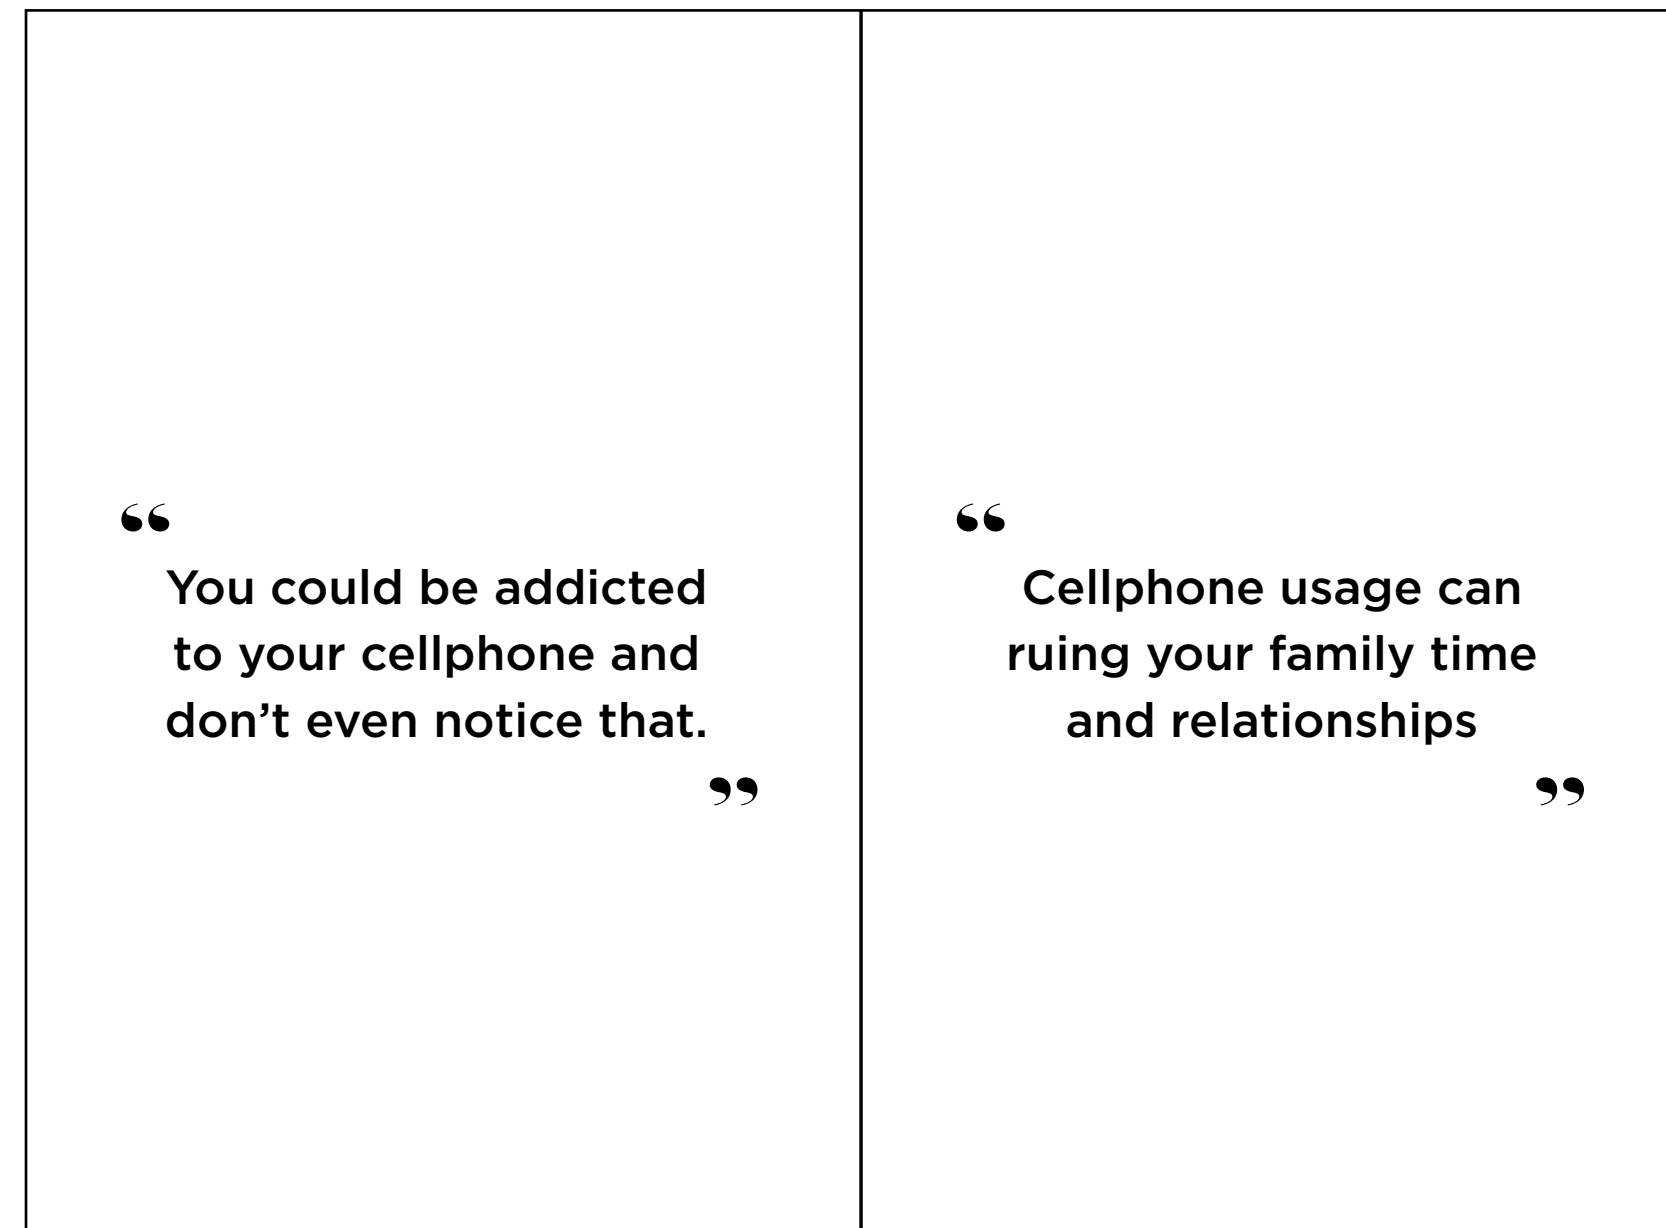 “
You could be addicted
to your cellphone and
don’t even notice that.
”
“
Cellphone usage can
ruing your family time
and relationships
”